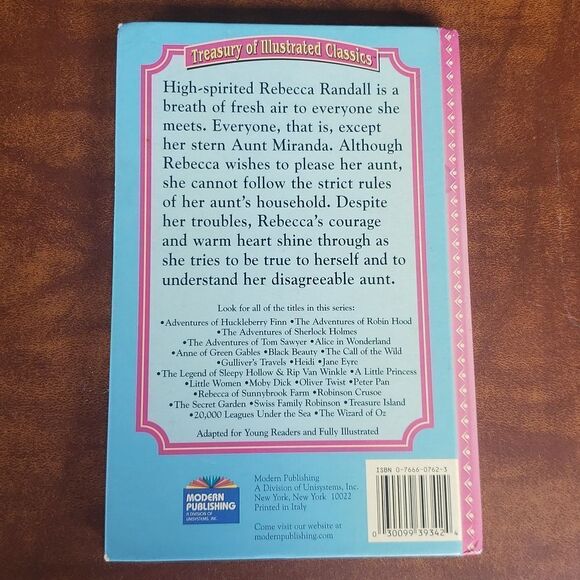 Treasury of Illustrated Classics
High-spirited Rebecca Randall is a
breath of fresh air to everyone she
meets. Everyone, that is, except
her stern Aunt Miranda. Although
Rebecca wishes to please her aunt,
she cannot follow the strict rules
of her aunt's household. Despite
her troubles, Rebecca's courage
and warm heart shine through as
she tries to be true to herself and to
understand her disagreeable aunt.
Look for all of the titles in this series:
•Adventures of Huckleberry Finn •The Adventures of Robin Hood
•The Adventures of Sherlock Holmes
•The Adventures of Tom Sawyer •Alice in Wonderland
•Anne of Green Gables •Black Beauty •The Call of the Wild
•Gulliver's Travels •Heidi •Jane Eyre
•The Legend of Sleepy Hollow & Rip Van Winkle •A Little Princess
•Little Women •Moby Dick •Oliver Twist •Peter Pan
•Rebecca of Sunnybrook Farm •Robinson Crusoe
•The Secret Garden •Swiss Family Robinson •Treasure Island
•20,000 Leagues Under the Sea •The Wizard of Oz
Adapted for Young Readers and Fully Illustrated
MODERN
PUBLISHING
A DIVISION OF
UNISYSTEMS, INC.
Modern Publishing
A Division of Unisystems, Inc.
New York, New York 10022
Printed in Italy
Come visit our website at
modernpublishing.com
ISBN 0-7666-0762-3
0 30099 39342 4